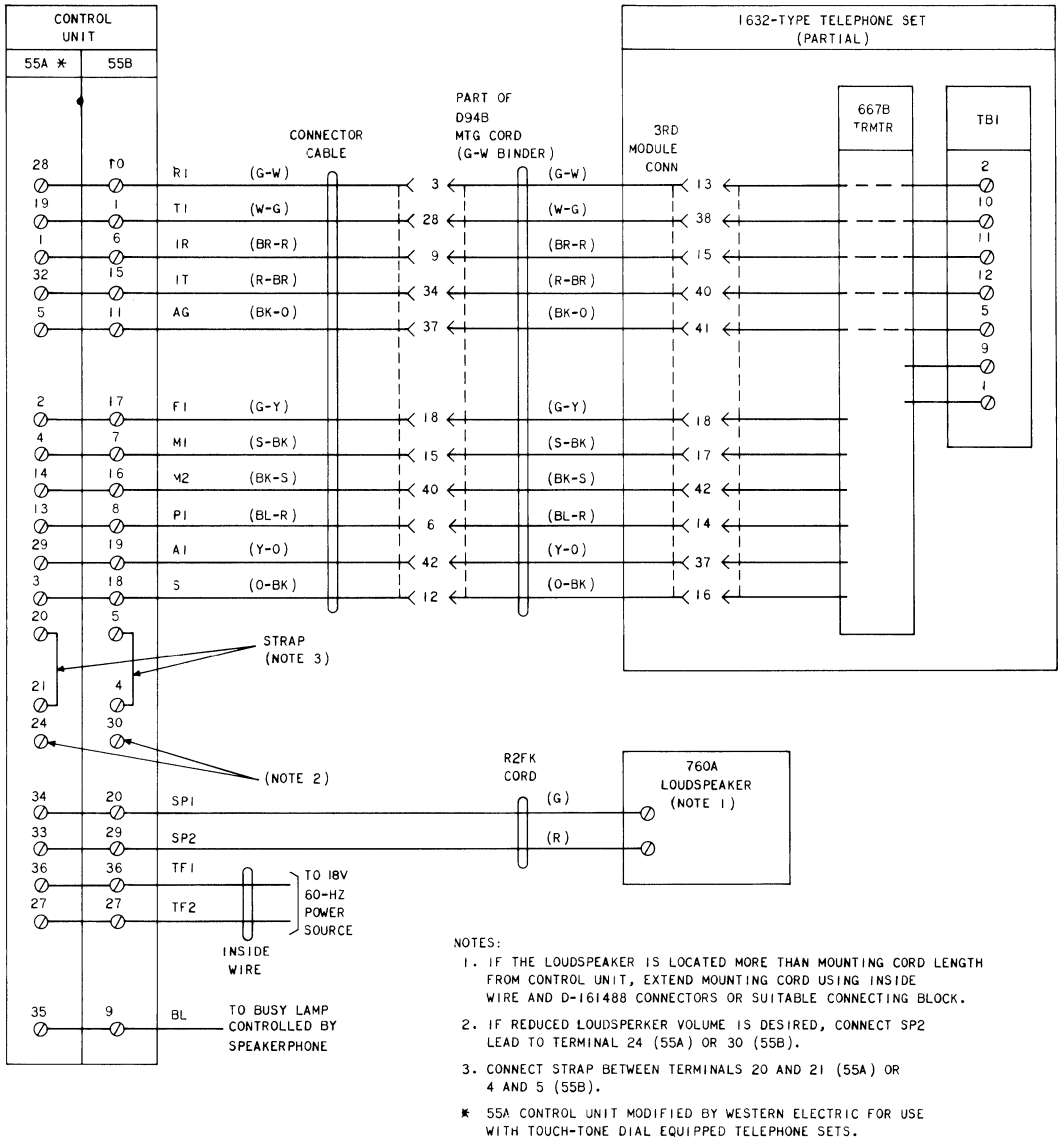 CONTROL
UNIT
55A * 55B
1632-TYPE TELEPHONE SET
(PARTIAL)
667B
TRMTR
TB1
PART OF
D94B
MTG CORD
(G-W BINDER)
CONNECTOR
CABLE
3RD
MODULE
CONN
28 10 R1 (G-W) 3 (G-W) 13 2
19 1 T1 (W-G) 28 (W-G) 38 10
1 6 1R (BR-R) 9 (BR-R) 15 11
32 15 1T (R-BR) 34 (R-BR) 40 12
5 11 AG (BK-O) 37 (BK-O) 41 5
9
1
2 17 F1 (G-Y) 18 (G-Y) 18
4 7 M1 (S-BK) 15 (S-BK) 17
14 16 M2 (BK-S) 40 (BK-S) 42
13 8 P1 (BL-R) 6 (BL-R) 14
29 19 A1 (Y-O) 42 (Y-O) 37
3 18 S (O-BK) 12 (O-BK) 16
20 5
STRAP
(NOTE 3)
21 4
24 30
(NOTE 2)
R2FK
CORD
760A
LOUDSPEAKER
(NOTE 1)
34 20 SP1 (G)
33 29 SP2 (R)
36 36 TF1
27 27 TF2
TO 18V
60-HZ
POWER
SOURCE
INSIDE
WIRE
35 9 BL
TO BUSY LAMP
CONTROLLED BY
SPEAKERPHONE
NOTES:
1. IF THE LOUDSPEAKER IS LOCATED MORE THAN MOUNTING CORD LENGTH
FROM CONTROL UNIT, EXTEND MOUNTING CORD USING INSIDE
WIRE AND D-161488 CONNECTORS OR SUITABLE CONNECTING BLOCK.
2. IF REDUCED LOUDSPERKER VOLUME IS DESIRED, CONNECT SP2
LEAD TO TERMINAL 24 (55A) OR 30 (55B).
3. CONNECT STRAP BETWEEN TERMINALS 20 AND 21 (55A) OR
4 AND 5 (55B).
* 55A CONTROL UNIT MODIFIED BY WESTERN ELECTRIC FOR USE
WITH TOUCH-TONE DIAL EQUIPPED TELEPHONE SETS.